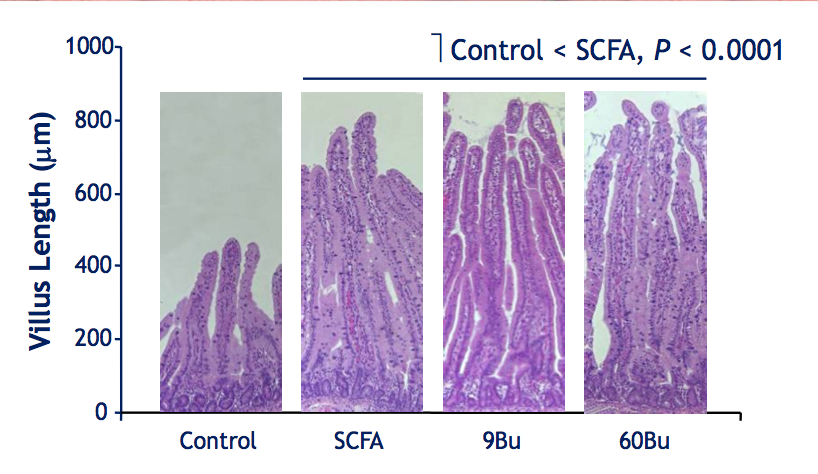 Control < SCFA, P < 0.0001
Villus Length (μm)
1000
800
600
400
200
0
Control
SCFA
9Bu
60Bu